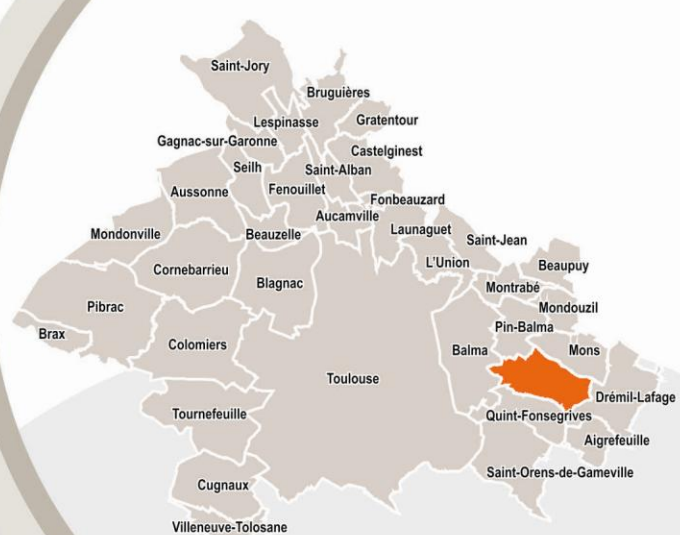 Saint-Jory
Bruguières
Lespinasse
Gratentour
Gagnac-sur-Garonne
Castelginest
Seilh
Saint-Alban
Aussonne
Fenouillet
Fonbeauzard
Aucamville
Launaguet
Mondonville
Beauzelle
Saint-Jean
L'Union
Beaupuy
Cornebarrieu
Blagnac
Montrabé
Pibrac
Mondouzil
Pin-Balma
Brax
Colomiers
Balma
Mons
Toulouse
Drémil-Lafage
Tournefeuille
Quint-Fonsegrives
Aigrefeuille
Saint-Orens-de-Gameville
Cugnaux
Villeneuve-Tolosane